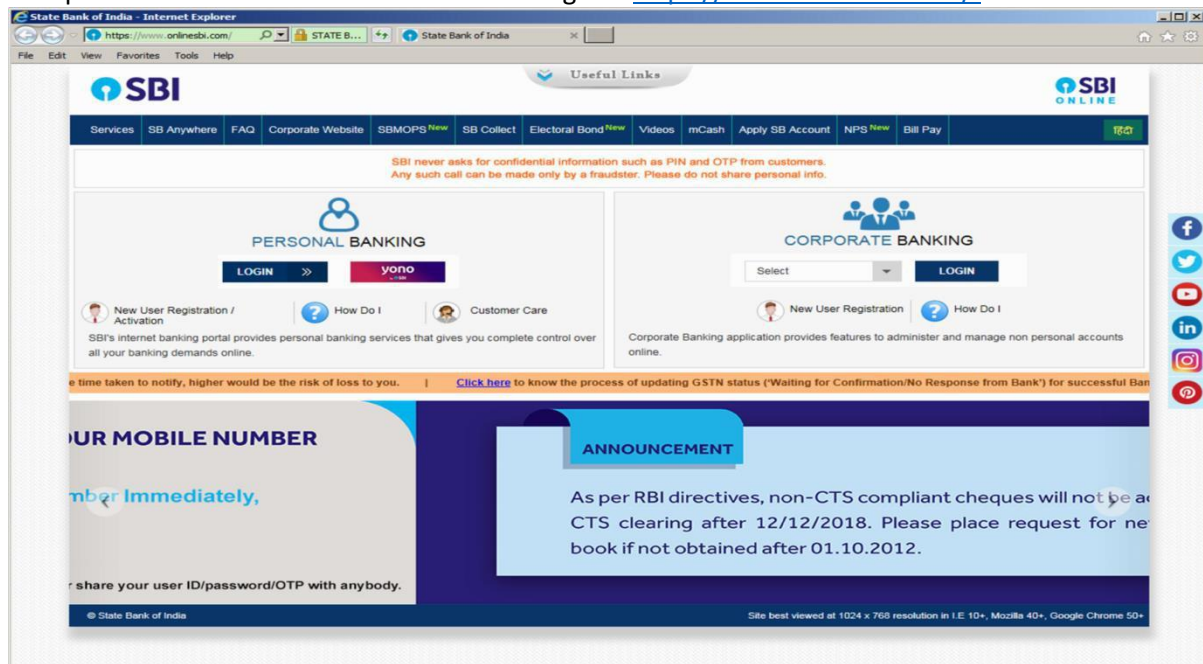 State Bank of India - Internet Explorer
https://www.onlinesbi.com/ STATE B... State Bank of India
File Edit View Favorites Tools Help
Useful Links
SBI
SBI
ONLINE
Services SB Anywhere FAQ Corporate Website SBMOPS New SB Collect Electoral Bond New Videos mCash Apply SB Account NPS New Bill Pay हिंदी
SBI never asks for confidential information such as PIN and OTP from customers.
Any such call can be made only by a fraudster. Please do not share personal info.
PERSONAL BANKING
LOGIN
yono
New User Registration /
Activation
How Do I
Customer Care
SBI's internet banking portal provides personal banking services that gives you complete control over
all your banking demands online.
CORPORATE BANKING
Select
LOGIN
New User Registration
How Do I
Corporate Banking application provides features to administer and manage non personal accounts
online.
e time taken to notify, higher would be the risk of loss to you. | Click here to know the process of updating GSTN status ('Waiting for Confirmation/No Response from Bank') for successful Ban
UR MOBILE NUMBER
Immediately,
r share your user ID/password/OTP with anybody.
ANNOUNCEMENT
As per RBI directives, non-CTS compliant cheques will not be
CTS clearing after 12/12/2018. Please place request for
book if not obtained after 01.10.2012.
© State Bank of India
Site best viewed at 1024 x 768 resolution in I.E 10+, Mozilla 40+, Google Chrome 50+